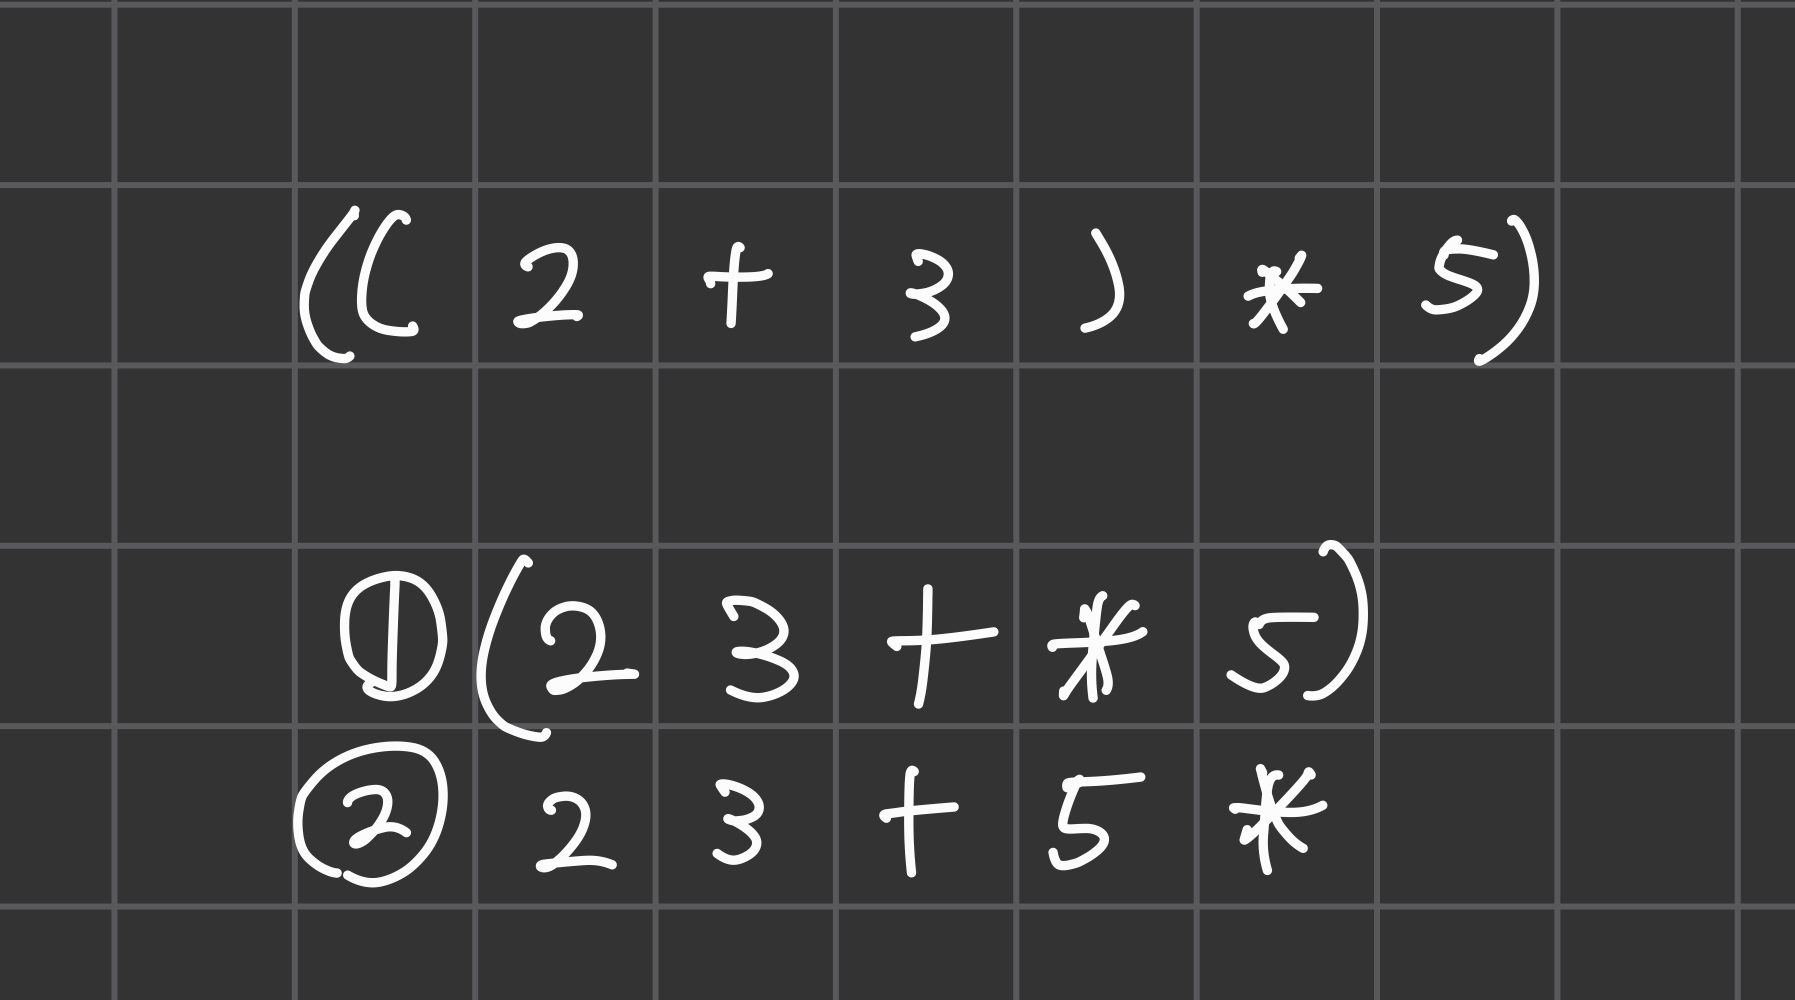 (( 2 + 3 ) * 5)
① (2 3 + * 5)
② 2 3 + 5 *